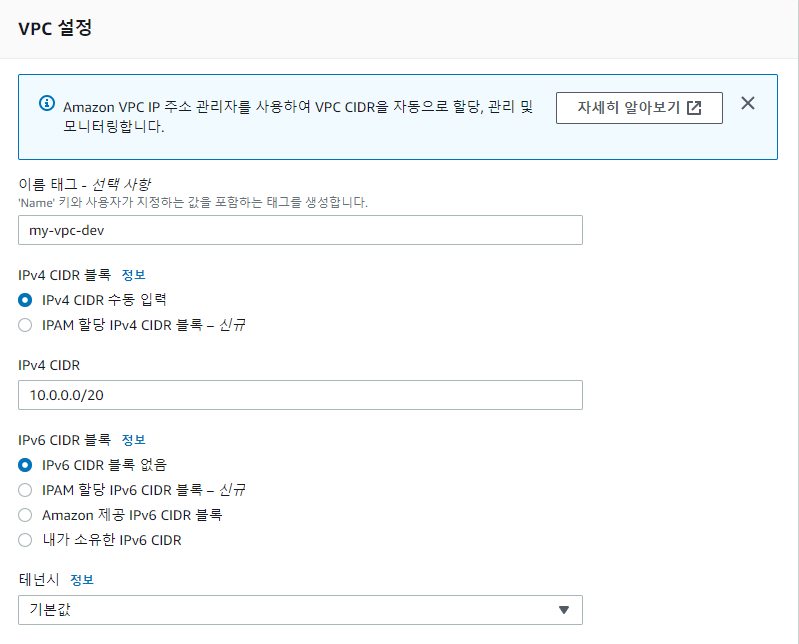 VPC 설정
Amazon VPC IP 주소 관리자를 사용하여 VPC CIDR을 자동으로 할당, 관리 및
모니터링합니다.
자세히 알아보기
이름 태그 - 선택 사항
'Name' 키와 사용자가 지정하는 값을 포함하는 태그를 생성합니다.
my-vpc-dev
IPv4 CIDR 블록 정보
IPv4 CIDR 수동 입력
IPAM 할당 IPv4 CIDR 블록 – 신규
IPv4 CIDR
10.0.0.0/20
IPv6 CIDR 블록 정보
IPv6 CIDR 블록 없음
IPAM 할당 IPv6 CIDR 블록 – 신규
Amazon 제공 IPv6 CIDR 블록
내가 소유한 IPv6 CIDR
테넌시 정보
기본값